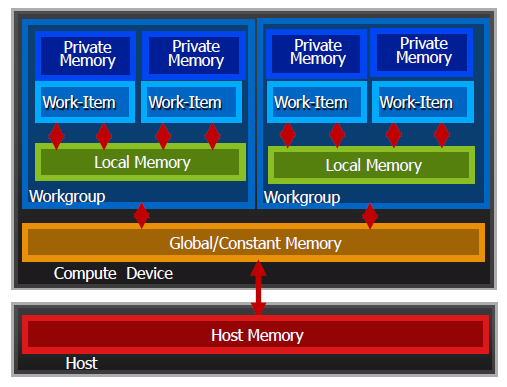 Private
Memory
Private
Memory
Private
Memory
Private
Memory
Work-Item
Work-Item
Work-Item
Work-Item
Local Memory
Local Memory
Workgroup
Workgroup
Global/Constant Memory
Compute Device
Host Memory
Host